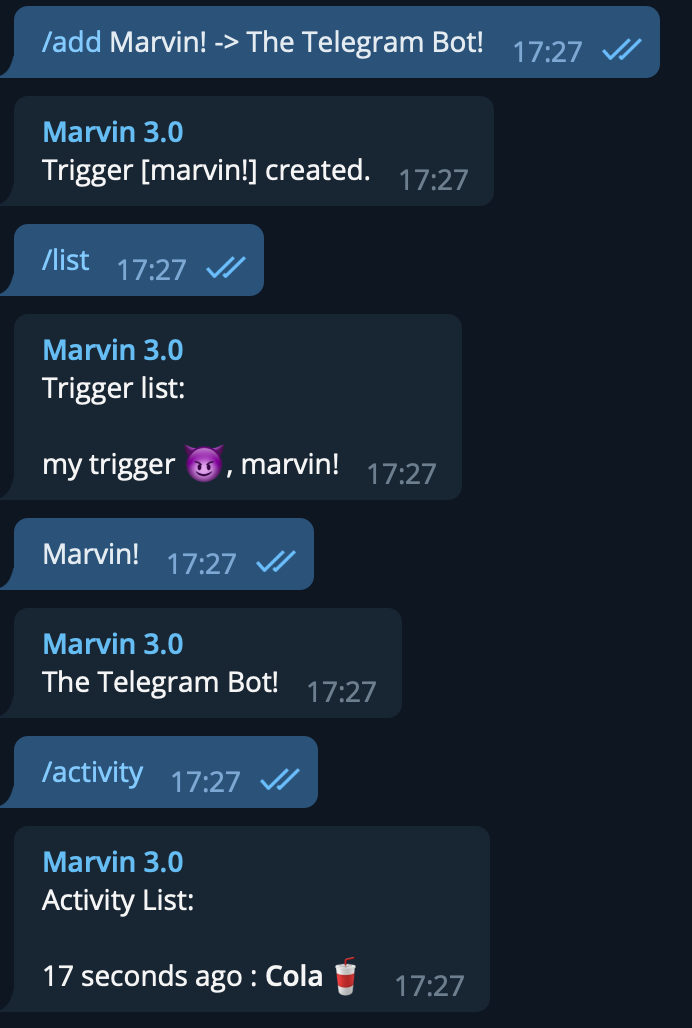 /add Marvin! -> The Telegram Bot! 17:27
Marvin 3.0
Trigger [marvin!] created. 17:27
/list 17:27
Marvin 3.0
Trigger list:
my trigger 😈, marvin! 17:27
Marvin! 17:27
Marvin 3.0
The Telegram Bot! 17:27
/activity 17:27
Marvin 3.0
Activity List:
17 seconds ago : Cola 🥤 17:27